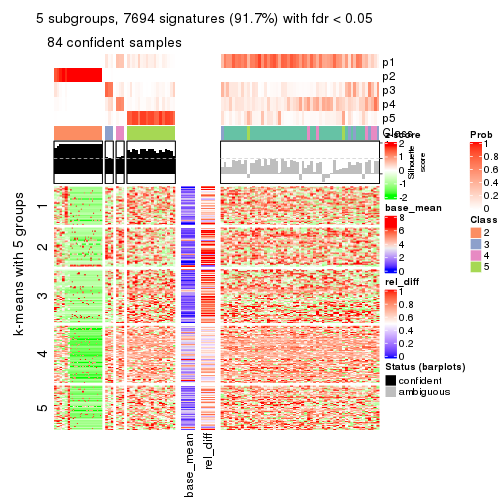 5 subgroups, 7694 signatures (91.7%) with fdr < 0.05
84 confident samples
p1
p2
p3
p4
p5
Class
z-score
2
1
0
-1
-2
Silhouette
score
Prob
1
0.8
0.6
0.4
0.2
0
base_mean
8
6
4
2
0
Class
2
3
4
5
rel_diff
1
0.8
0.6
0.4
0.2
0
Status (barplots)
confident
ambiguous
k-means with 5 groups
1
2
3
4
5
base_mean
rel_diff